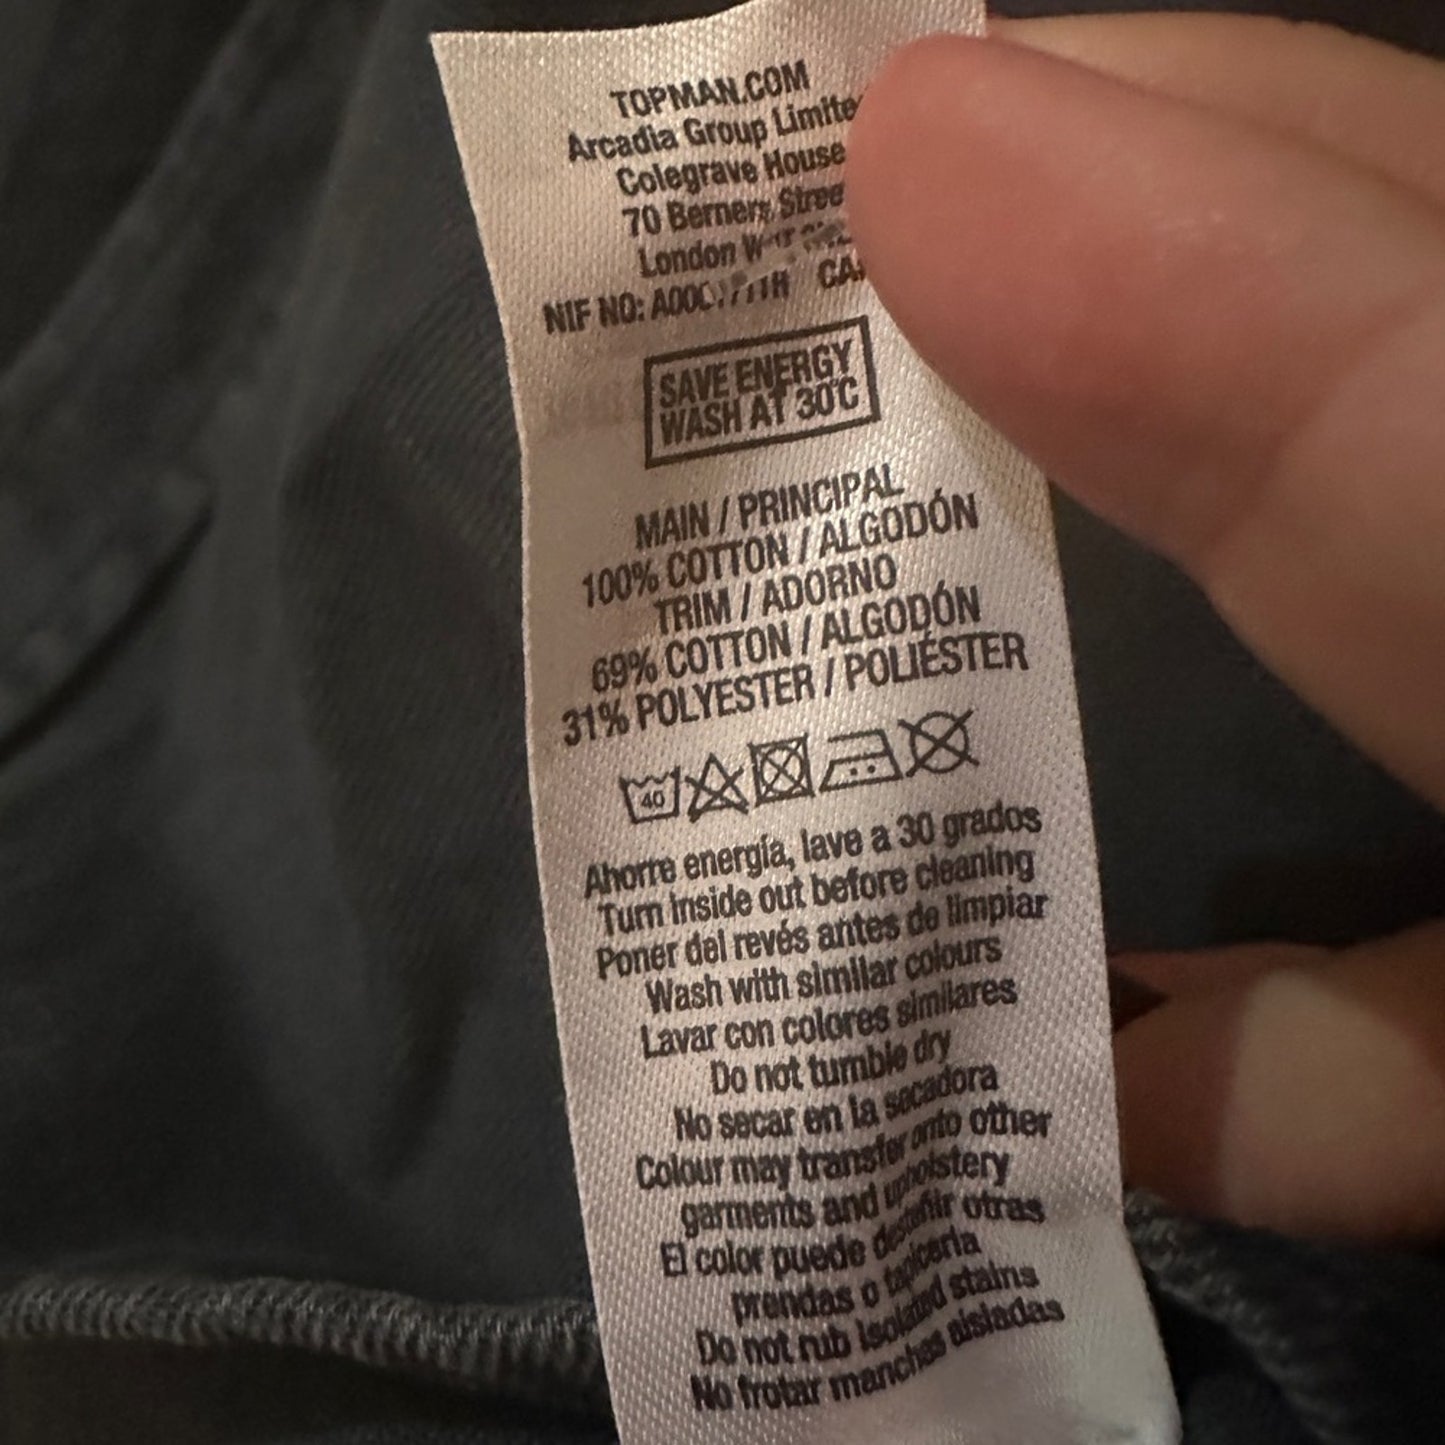 TOPMAN.COM
Arcadia Group Limite
Colegrave House
70 Berners Stree
London
NIF NO:
SAVE ENERGY
WASH AT 30°C
MAIN / PRINCIPAL
100% COTTON / ALGODÓN
TRIM / ADORNO
69% COTTON / ALGODÓN
31% POLYESTER / POLIÉSTER
40
Ahorre energía, lave a 30 grados
Turn inside out before cleaning
Poner del revés antes de limpiar
Wash with similar colours
Lavar con colores similares
Do not tumble dry
No secar en la secadora
Colour may transfer onto other
garments and upholstery
El color puede desteñir otras
prendas o tapicería
Do not rub isolated stains
No frotar manchas aisladas